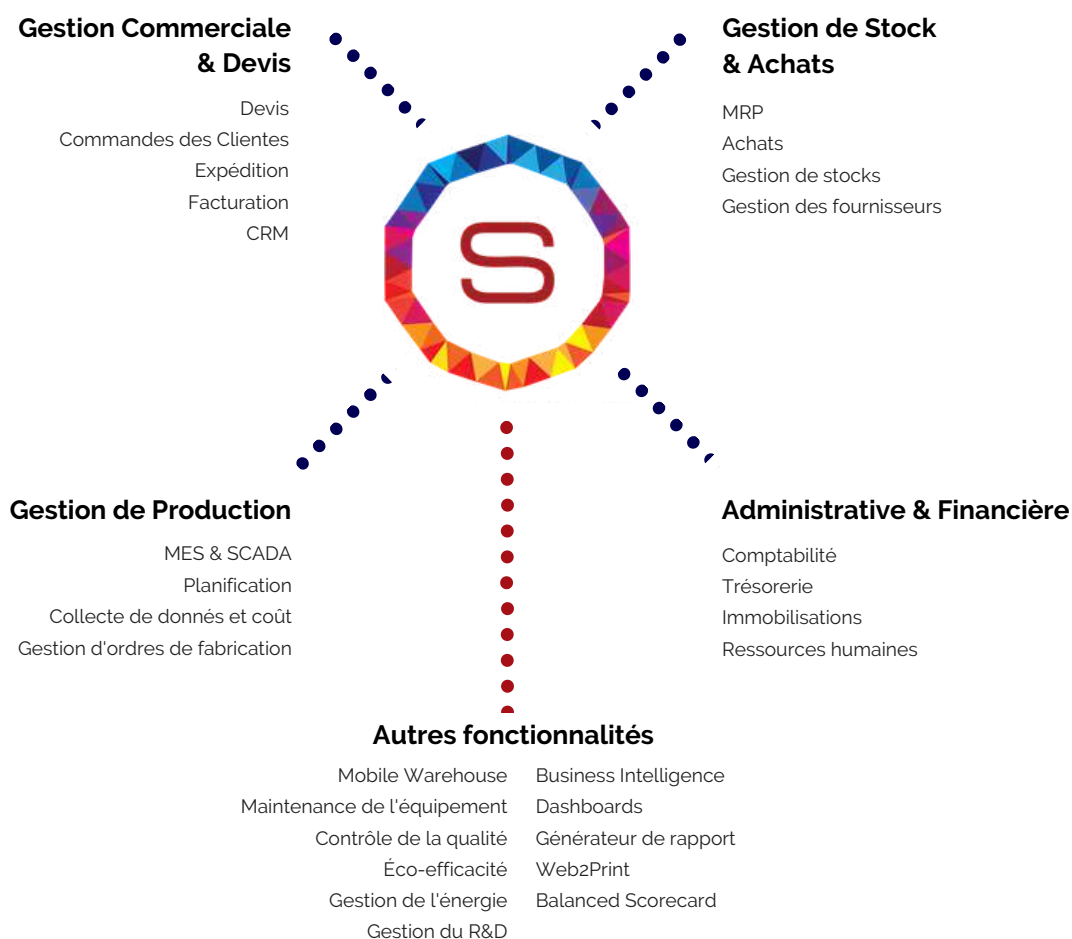 Gestion Commerciale
& Devis
Devis
Commandes des Clientes
Expédition
Facturation
CRM
Gestion de Stock
& Achats
MRP
Achats
Gestion de stocks
Gestion des fournisseurs
S
Gestion de Production
MES & SCADA
Planification
Collecte de donnés et coût
Gestion d'ordres de fabrication
Administrative & Financière
Comptabilité
Trésorerie
Immobilisations
Ressources humaines
Autres fonctionnalités
Mobile Warehouse
Maintenance de l'équipement
Contrôle de la qualité
Éco-efficacité
Gestion de l'énergie
Gestion du R&D
Business Intelligence
Dashboards
Générateur de rapport
Web2Print
Balanced Scorecard